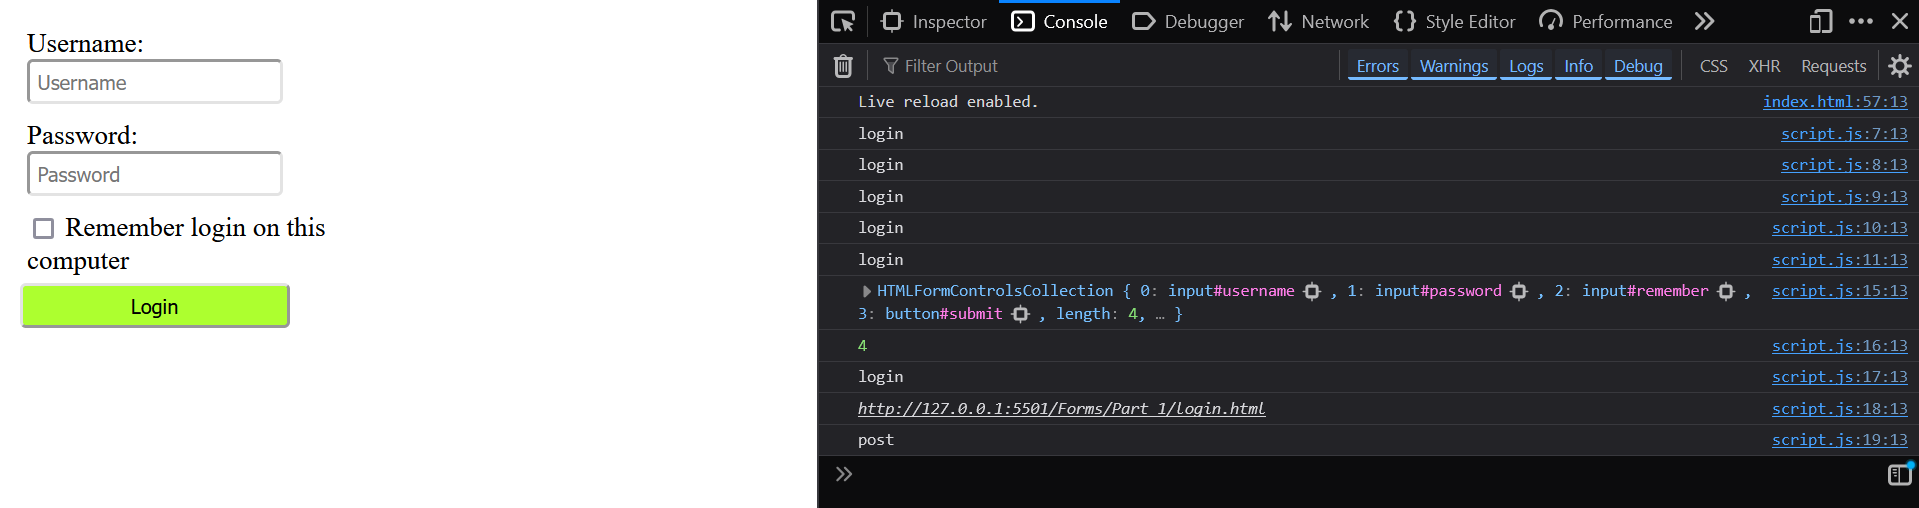 Username:
Username
Password:
Password
Remember login on this
computer
Login
Inspector Console Debugger Network Style Editor Performance
Filter Output Errors Warnings Logs Info Debug CSS XHR Requests
Live reload enabled. index.html:57:13
login script.js:7:13
login script.js:8:13
login script.js:9:13
login script.js:10:13
login script.js:11:13
HTMLFormControlsCollection { 0: input#username , 1: input#password , 2: input#remember , script.js:15:13
3: button#submit , length: 4, … }
4 script.js:16:13
login script.js:17:13
http://127.0.0.1:5501/Forms/Part 1/login.html script.js:18:13
post script.js:19:13